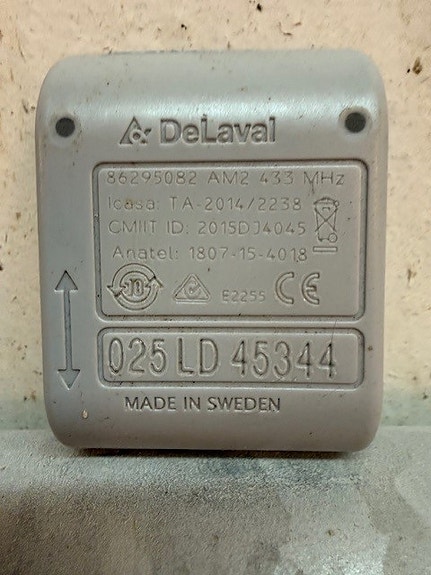 DeLaval
86295082 AM2 433 MHz
Icasa: TA-2014/2238
CMIIT ID: 2015DJ4045
Anatel: 1807-15-4018
10 E2255 CE
025 LD 45344
MADE IN SWEDEN